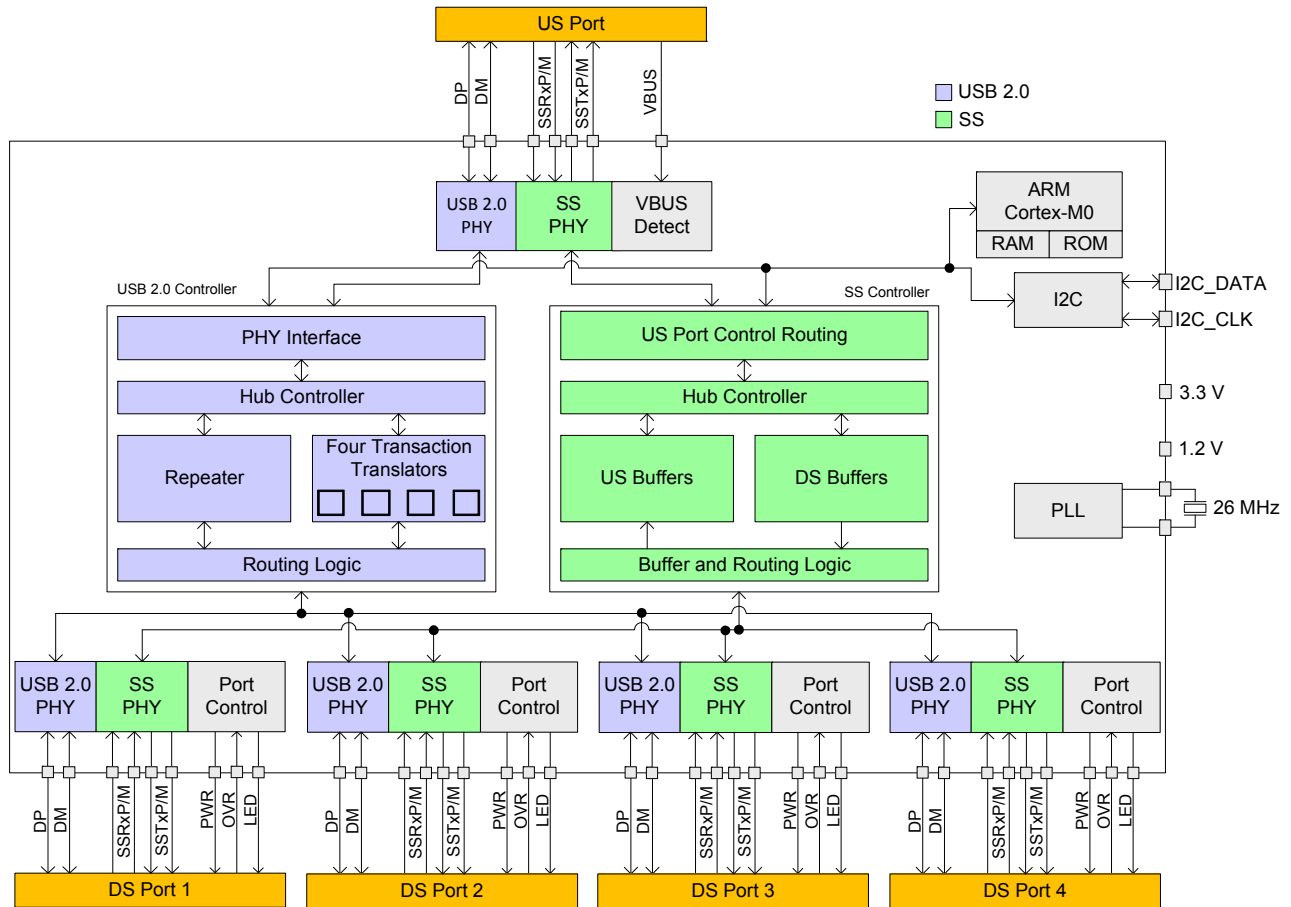 US Port
DP
DM
SSRxP/M
SSTxP/M
VBUS
USB 2.0
SS
USB 2.0
PHY
SS
PHY
VBUS
Detect
ARM
Cortex-M0
RAM
ROM
I2C
I2C_DATA
I2C_CLK
3.3 V
1.2 V
PLL
26 MHz
USB 2.0 Controller
PHY Interface
Hub Controller
Repeater
Four Transaction
Translators
Routing Logic
SS Controller
US Port Control Routing
Hub Controller
US Buffers
DS Buffers
Buffer and Routing Logic
USB 2.0
PHY
SS
PHY
Port
Control
USB 2.0
PHY
SS
PHY
Port
Control
USB 2.0
PHY
SS
PHY
Port
Control
USB 2.0
PHY
SS
PHY
Port
Control
DP
DM
SSRxP/M
SSTxP/M
PWR
OVR
LED
DP
DM
SSRxP/M
SSTxP/M
PWR
OVR
LED
DP
DM
SSRxP/M
SSTxP/M
PWR
OVR
LED
DP
DM
SSRxP/M
SSTxP/M
PWR
OVR
LED
DS Port 1
DS Port 2
DS Port 3
DS Port 4